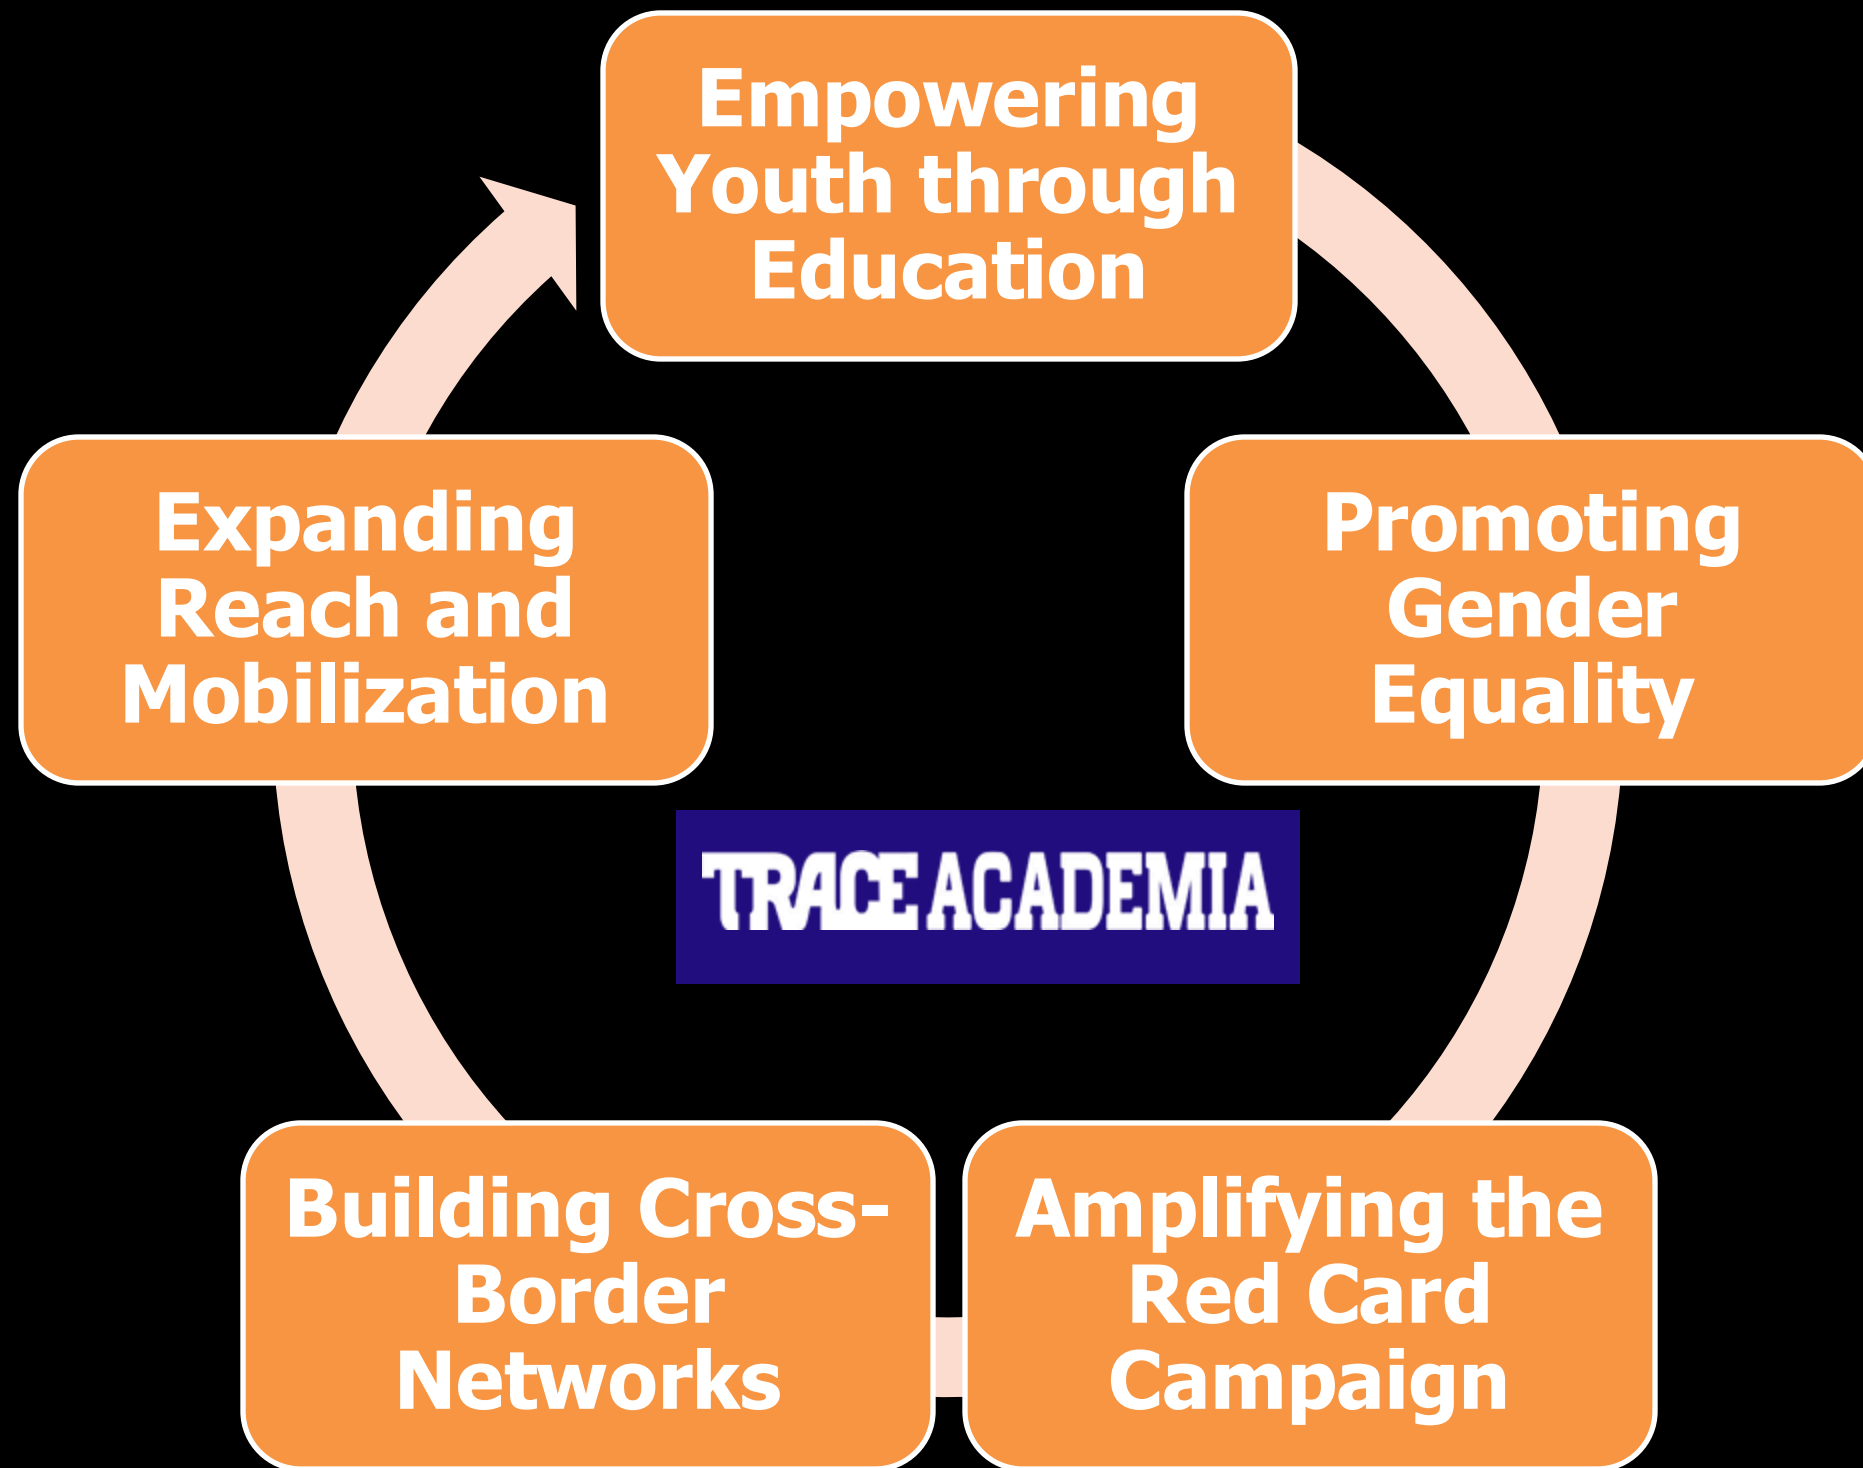 Empowering
Youth through
Education
Promoting
Gender
Equality
Amplifying the
Red Card
Campaign
Building Cross-
Border
Networks
Expanding
Reach and
Mobilization
TRACE ACADEMIA